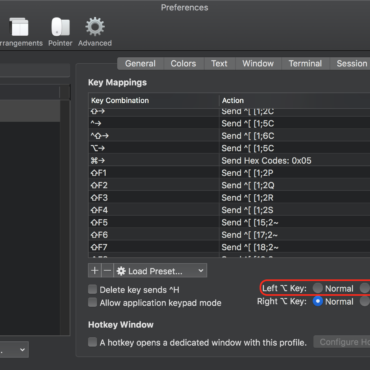 Preferences
rrangements Pointer Advanced
General Colors Text Window Terminal Session
Key Mappings
Key Combination Action
⇧→ Send ^[ [1;2C
^→ Send ^[ [1;5C
^⇧→ Send ^[ [1;6C
⌥→ Send ^[ [1;5C
⌘→ Send Hex Codes: 0x05
⇧F1 Send ^[ [1;2P
⇧F2 Send ^[ [1;2Q
⇧F3 Send ^[ [1;2R
⇧F4 Send ^[ [1;2S
⇧F5 Send ^[ [15;2~
⇧F6 Send ^[ [17;2~
⇧F7 Send ^[ [18;2~
+ − Load Preset...
Delete key sends ^H Left ⌥ Key: Normal
Allow application keypad mode Right ⌥ Key: Normal
Hotkey Window
A hotkey opens a dedicated window with this profile. Configure Ho